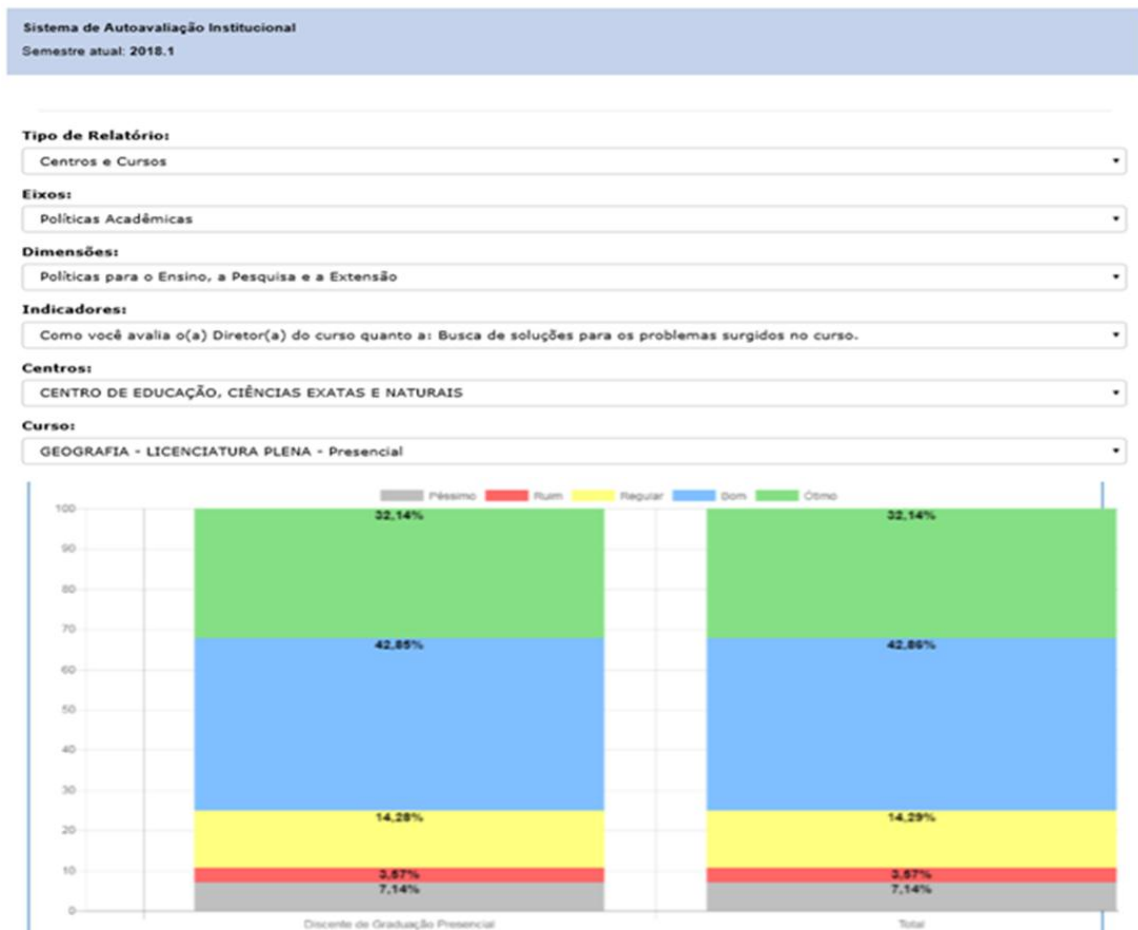 Sistema de Autoavaliação Institucional
Semestre atual: 2018.1
Tipo de Relatório:
Centros e Cursos
Eixos:
Políticas Acadêmicas
Dimensões:
Políticas para o Ensino, a Pesquisa e a Extensão
Indicadores:
Como você avalia o(a) Diretor(a) do curso quanto a: Busca de soluções para os problemas surgidos no curso.
Centros:
CENTRO DE EDUCAÇÃO, CIÊNCIAS EXATAS E NATURAIS
Curso:
GEOGRAFIA - LICENCIATURA PLENA - Presencial
Péssimo Ruim Regular Bom Ótimo
100
32,14% 32,14%
90
80
70
42,85% 42,86%
60
50
40
30
14,28% 14,29%
20
10
3,57% 3,57%
7,14% 7,14%
0
Discente de Graduação Presencial Total